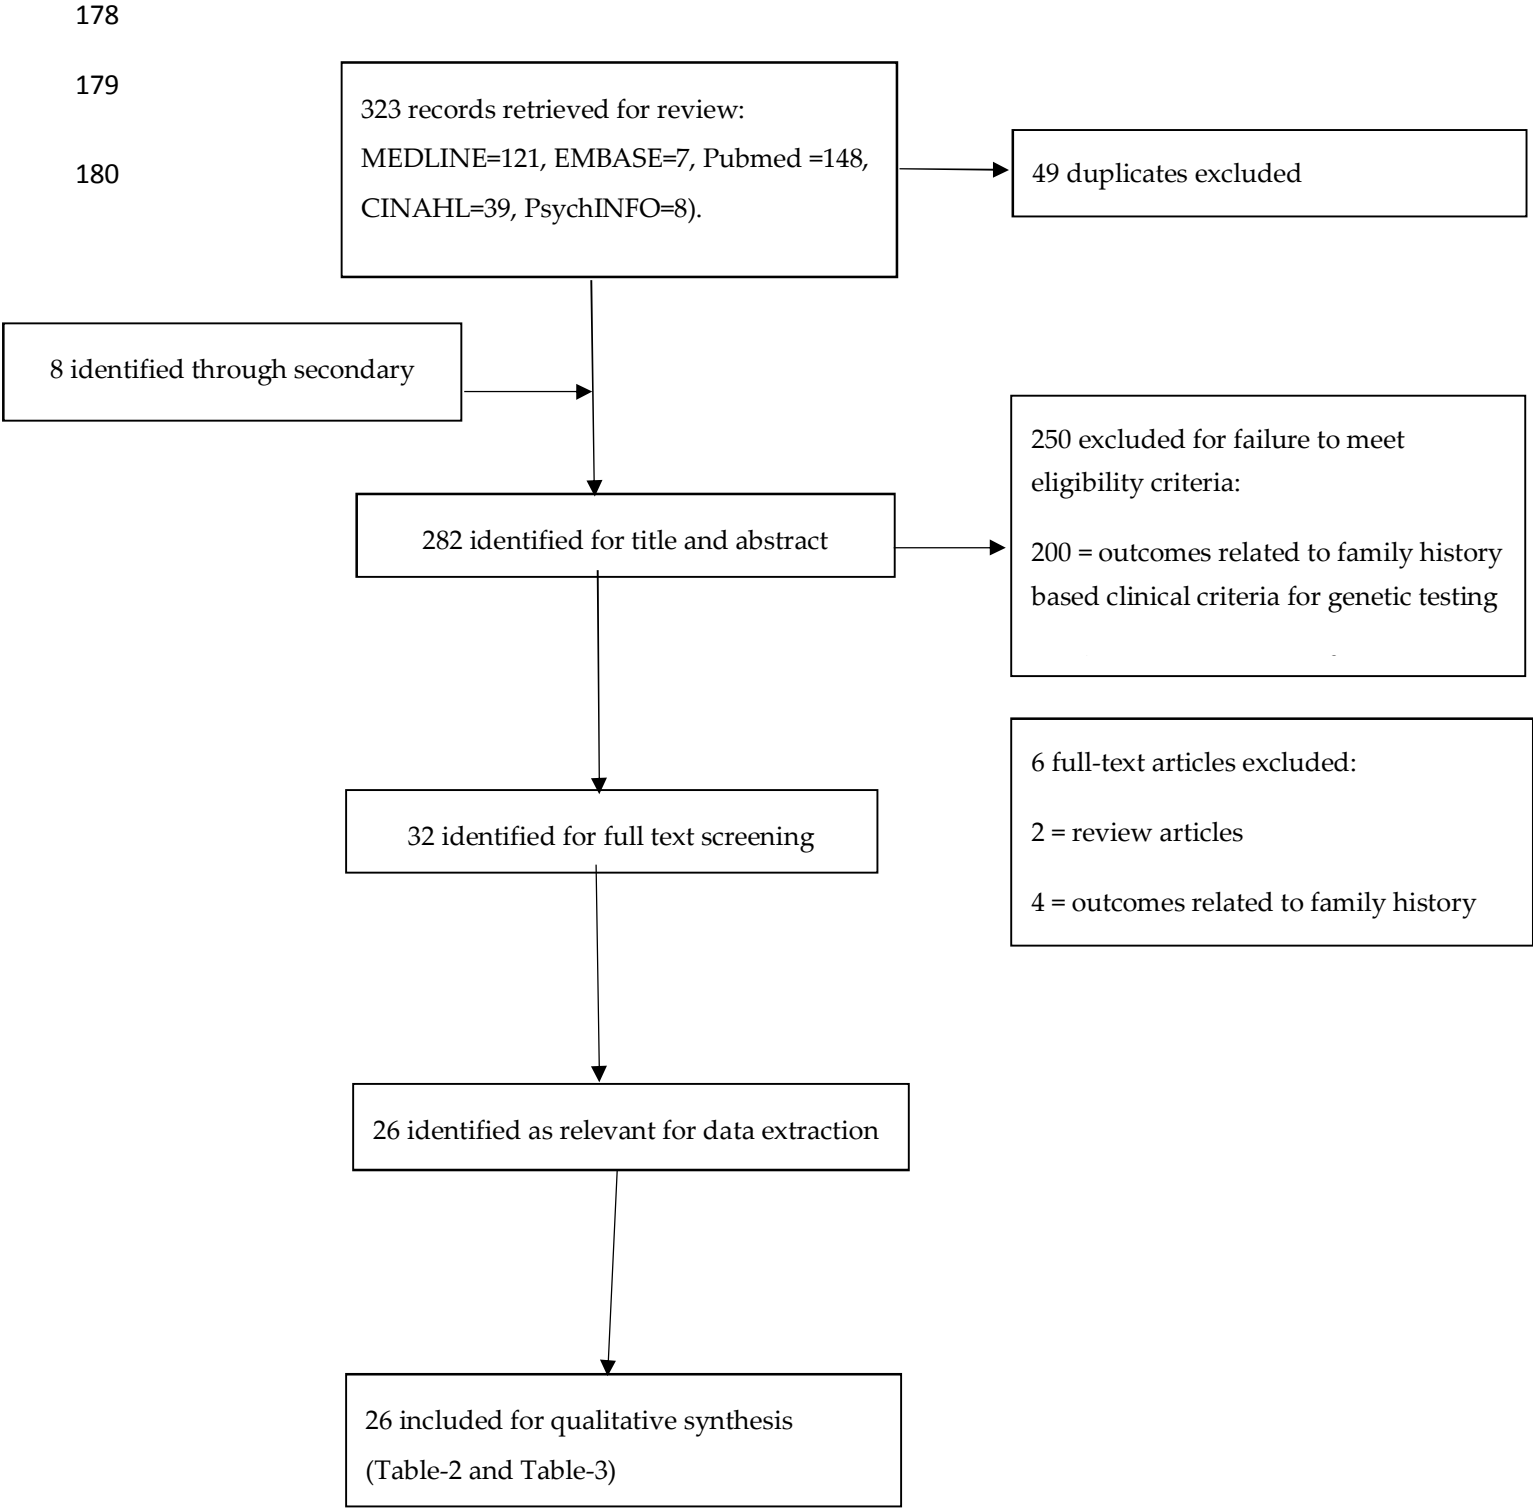 178
179
180
323 records retrieved for review:
MEDLINE=121, EMBASE=7, Pubmed =148,
CINAHL=39, PsychINFO=8).
49 duplicates excluded
8 identified through secondary
282 identified for title and abstract
250 excluded for failure to meet
eligibility criteria:
200 = outcomes related to family history
based clinical criteria for genetic testing
32 identified for full text screening
6 full-text articles excluded:
2 = review articles
4 = outcomes related to family history
26 identified as relevant for data extraction
26 included for qualitative synthesis
(Table-2 and Table-3)